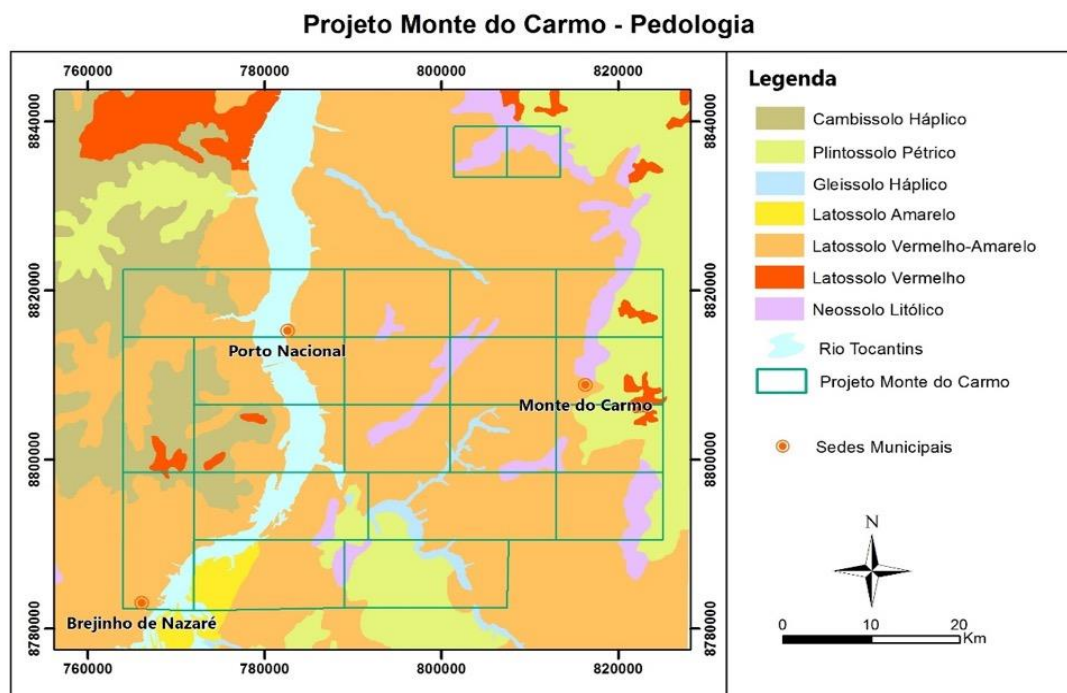 Projeto Monte do Carmo - Pedologia
760000 780000 800000 820000
8840000 8840000
8820000 8820000
8800000 8800000
8780000 8780000
Porto Nacional
Monte do Carmo
Brejinho de Nazaré
760000 780000 800000 820000
Legenda
Cambissolo Háplico
Plintossolo Pétrico
Gleissolo Háplico
Latossolo Amarelo
Latossolo Vermelho-Amarelo
Latossolo Vermelho
Neossolo Litólico
Rio Tocantins
Projeto Monte do Carmo
Sedes Municipais
N
0 10 20
Km